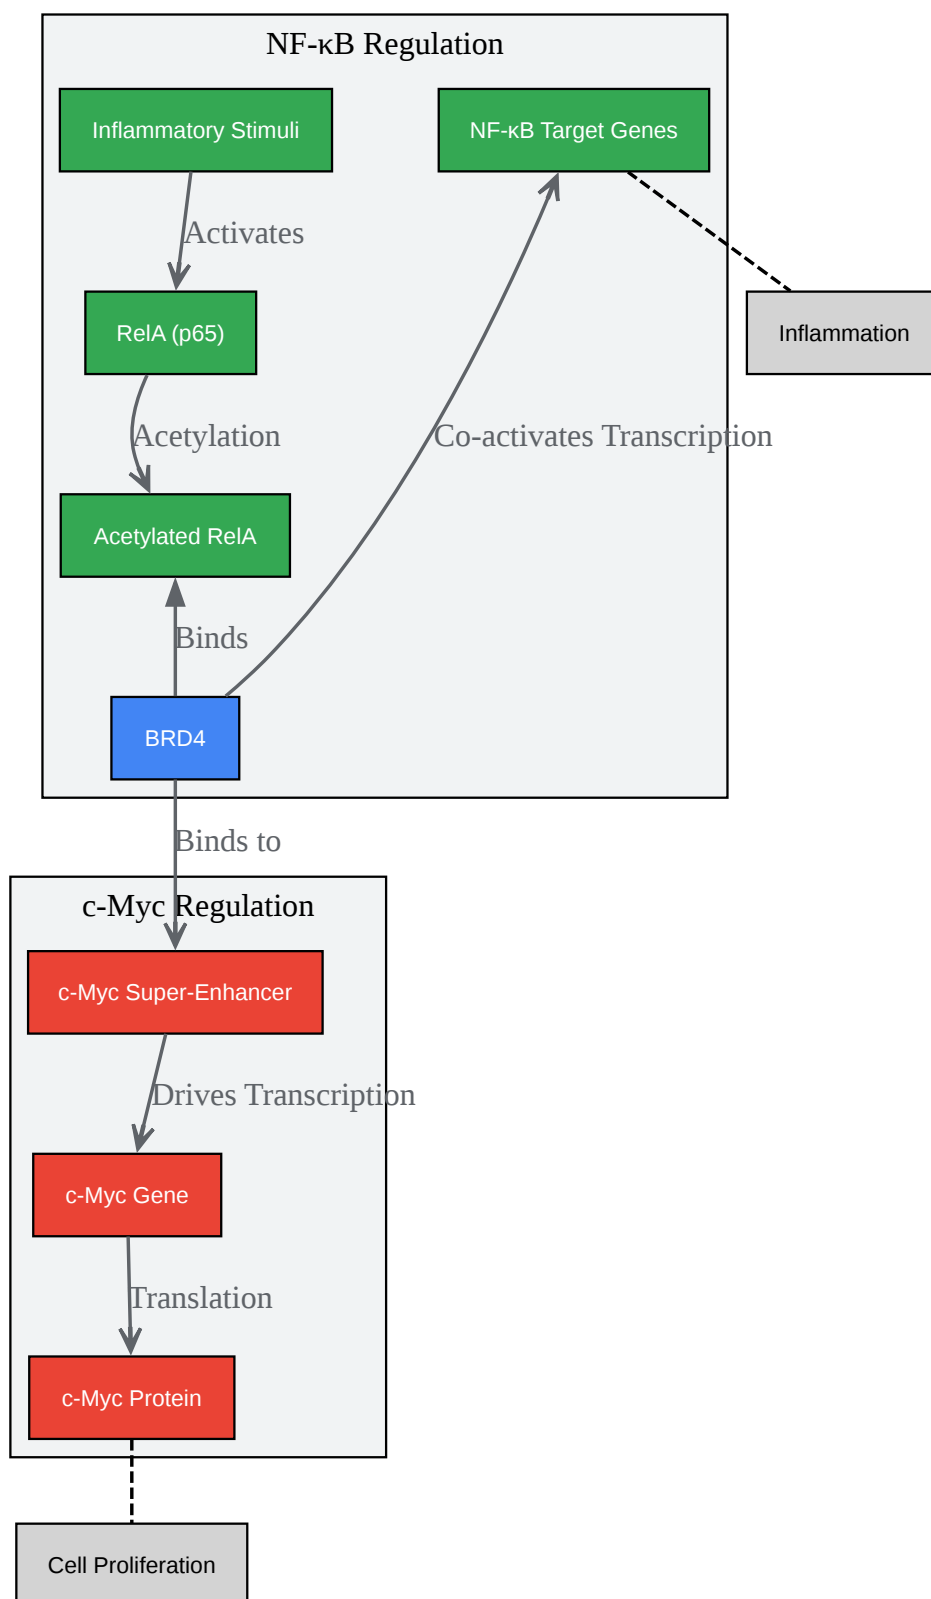 NF-κB Regulation
Inflammatory Stimuli
NF-κB Target Genes
Activates
RelA (p65)
Inflammation
Acetylation
Co-activates Transcription
Acetylated RelA
Binds
BRD4
Binds to
c-Myc Regulation
c-Myc Super-Enhancer
Drives Transcription
c-Myc Gene
Translation
c-Myc Protein
Cell Proliferation